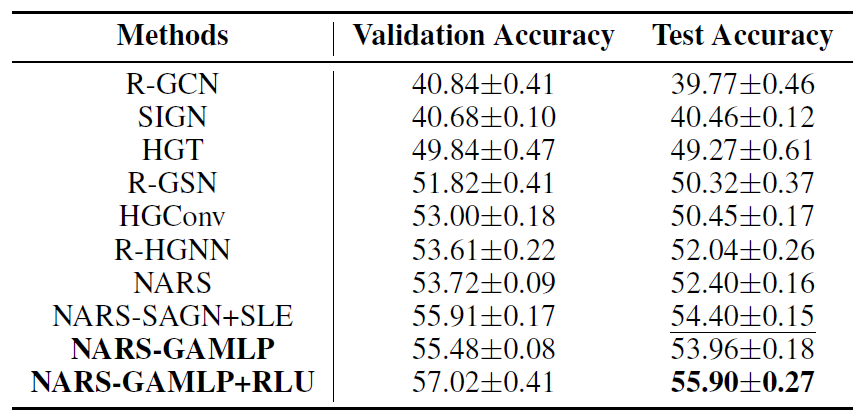 Methods Validation Accuracy Test Accuracy
R-GCN 40.84±0.41 39.77±0.46
SIGN 40.68±0.10 40.46±0.12
HGT 49.84±0.47 49.27±0.61
R-GSN 51.82±0.41 50.32±0.37
HGConv 53.00±0.18 50.45±0.17
R-HGNN 53.61±0.22 52.04±0.26
NARS 53.72±0.09 52.40±0.16
NARS-SAGN+SLE 55.91±0.17 54.40±0.15
NARS-GAMLP 55.48±0.08 53.96±0.18
NARS-GAMLP+RLU 57.02±0.41 55.90±0.27